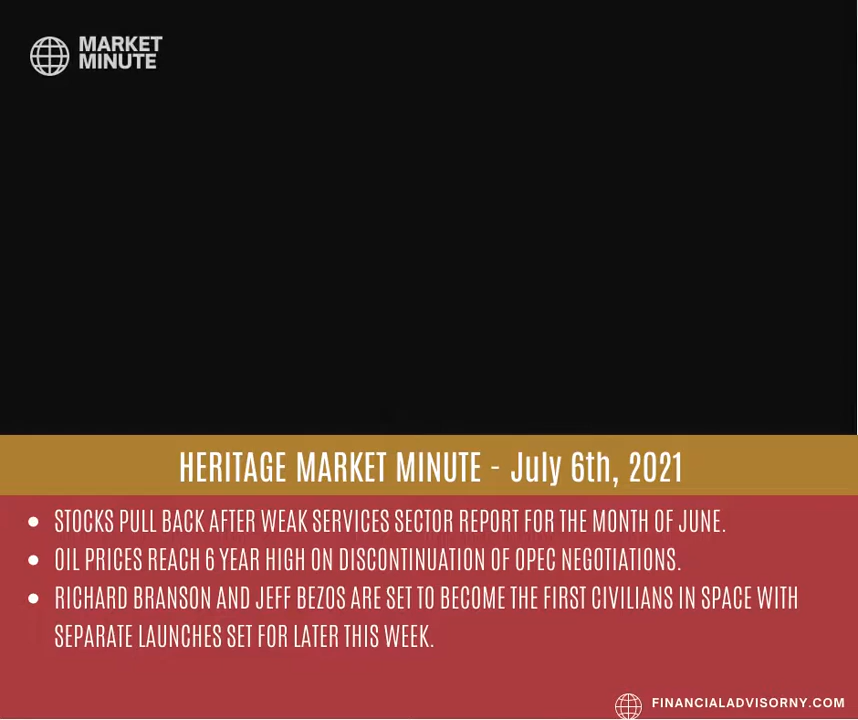 MARKET
MINUTE
HERITAGE MARKET MINUTE - July 6th, 2021
• STOCKS PULL BACK AFTER WEAK SERVICES SECTOR REPORT FOR THE MONTH OF JUNE.
• OIL PRICES REACH 6 YEAR HIGH ON DISCONTINUATION OF OPEC NEGOTIATIONS.
• RICHARD BRANSON AND JEFF BEZOS ARE SET TO BECOME THE FIRST CIVILIANS IN SPACE WITH
SEPARATE LAUNCHES SET FOR LATER THIS WEEK.
FINANCIALADVISORNY.COM